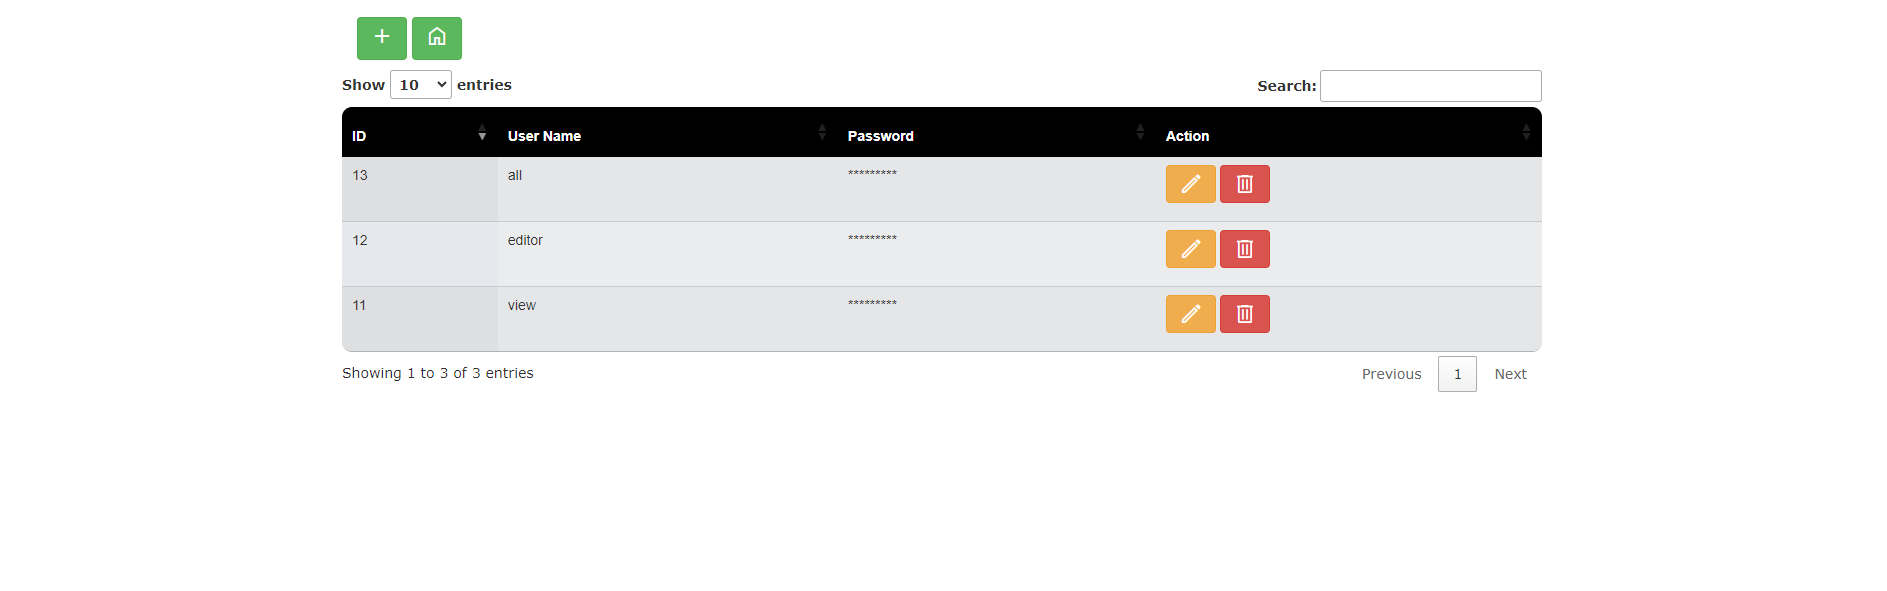 Show 10 entries Search:
ID User Name Password Action
13 all *********
12 editor *********
11 view *********
Showing 1 to 3 of 3 entries Previous 1 Next